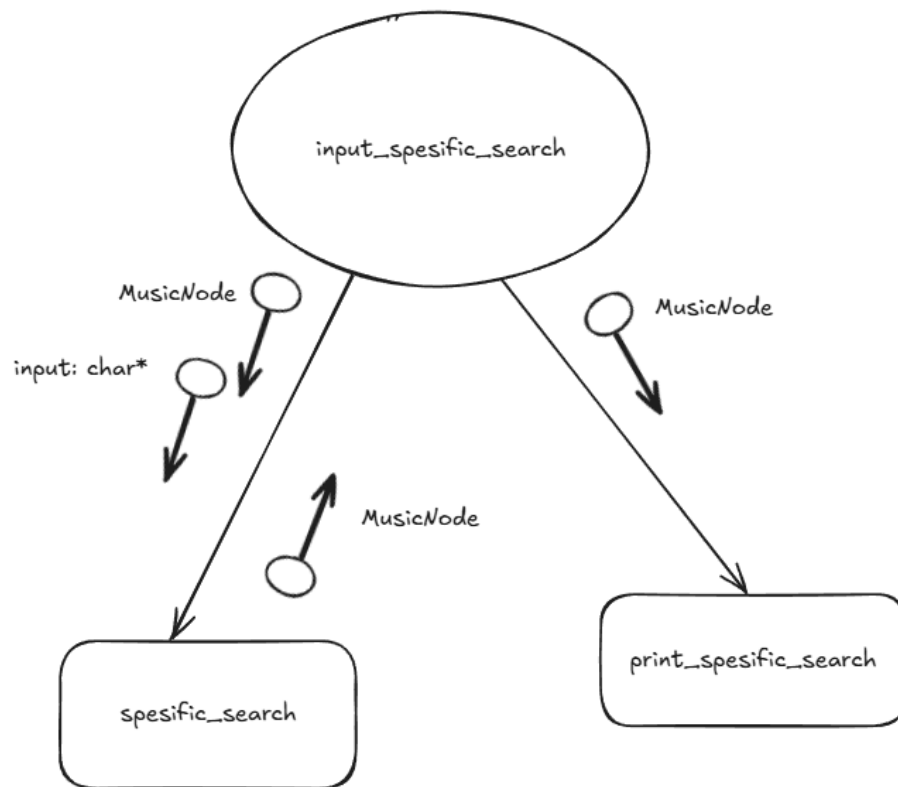 input_spesific_search
MusicNode
MusicNode
input: char*
MusicNode
print_spesific_search
spesific_search